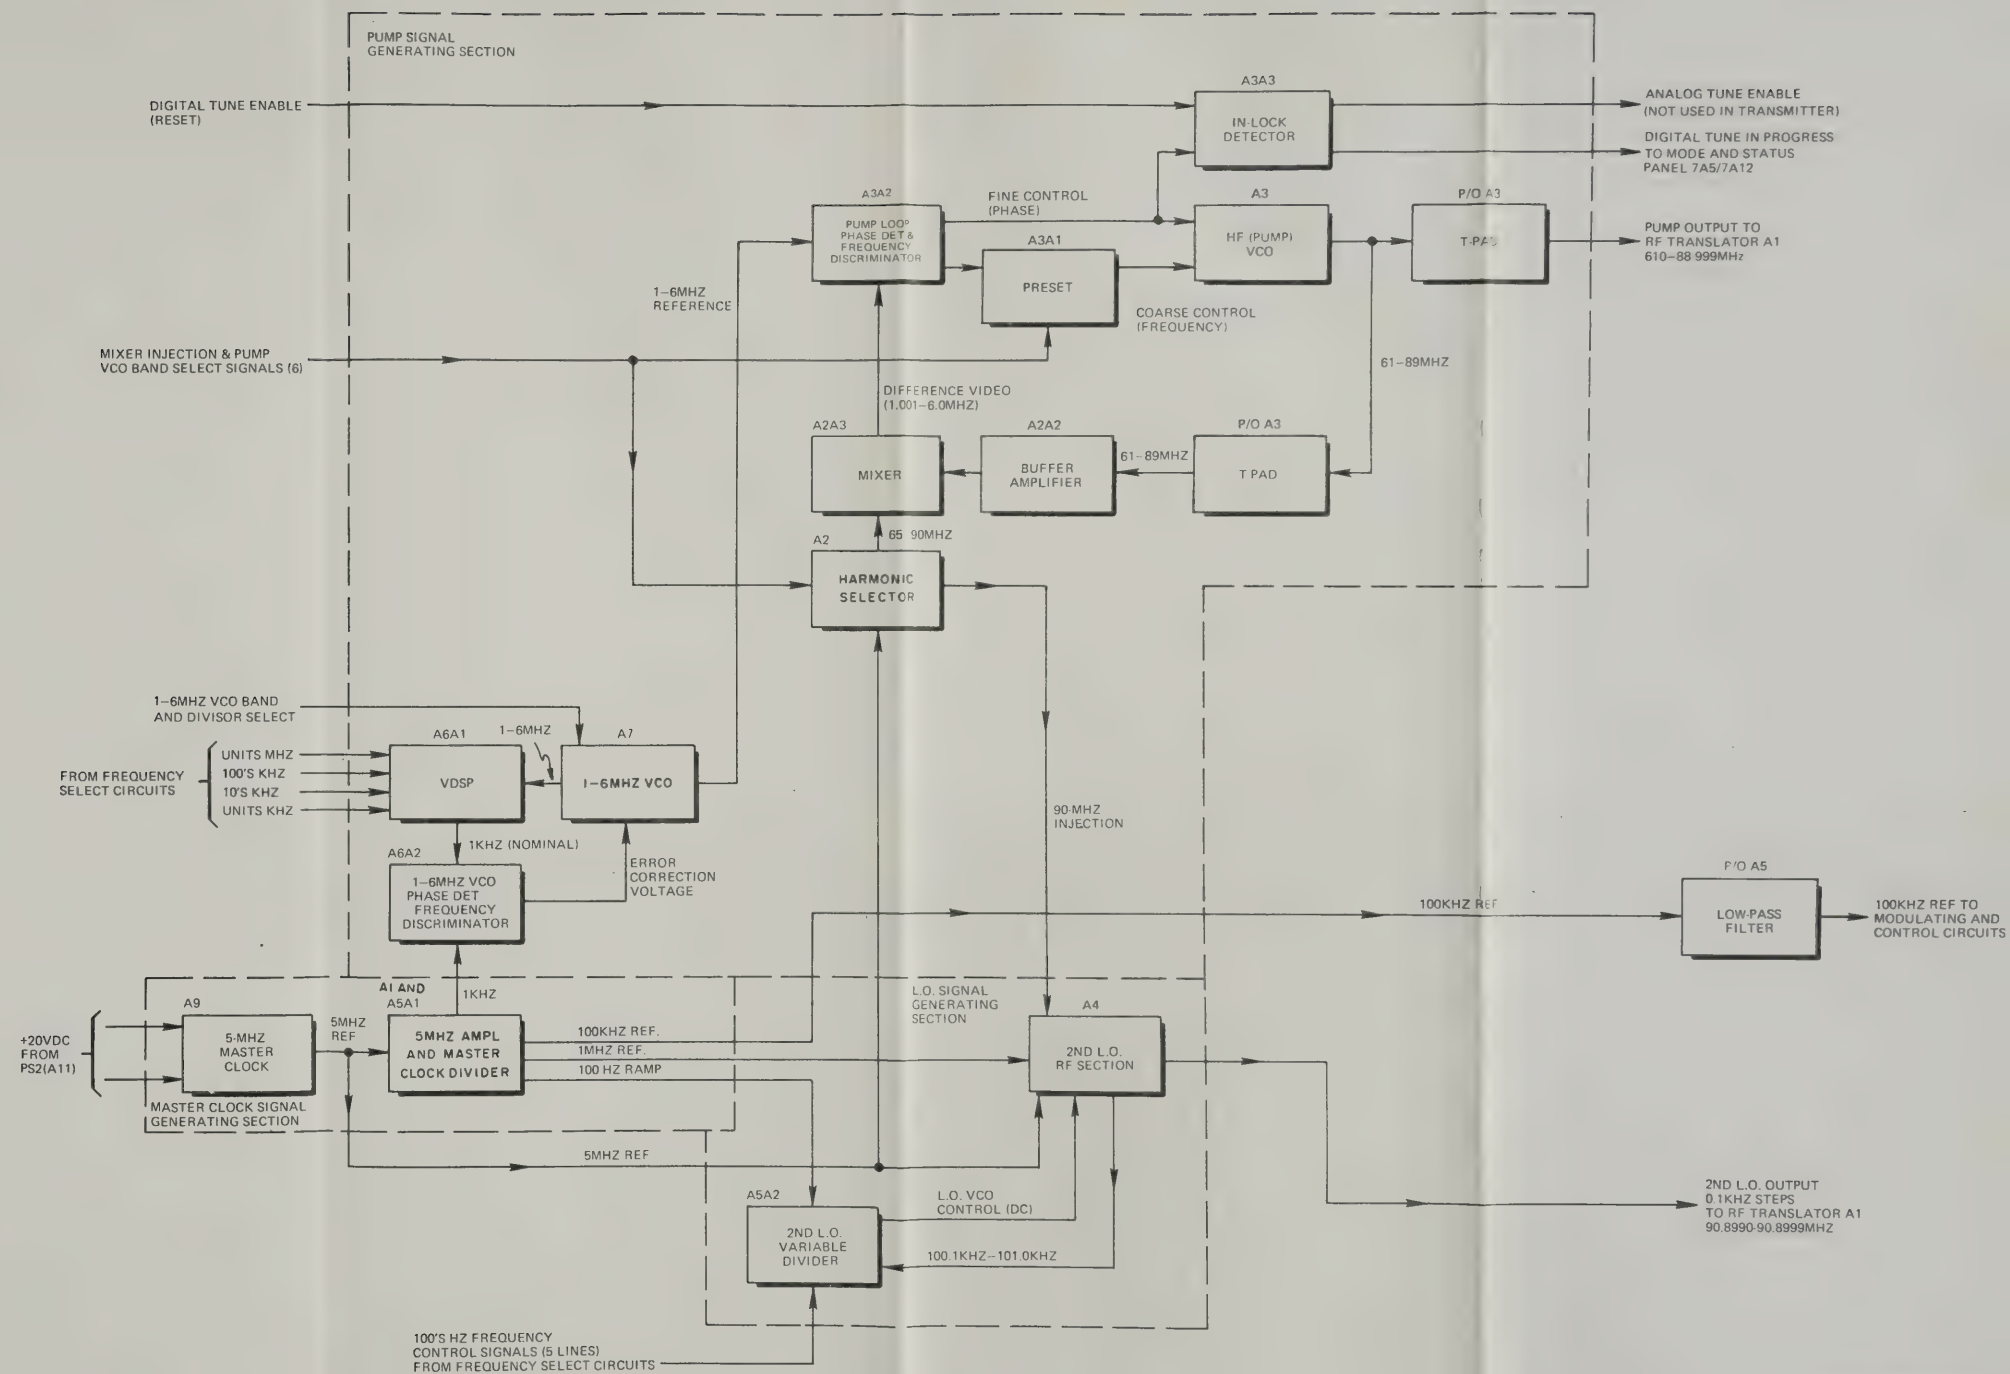 PUMP SIGNAL
GENERATING SECTION
DIGITAL TUNE ENABLE
(RESET)
A3A3
IN-LOCK
DETECTOR
ANALOG TUNE ENABLE
(NOT USED IN TRANSMITTER)
DIGITAL TUNE IN PROGRESS
TO MODE AND STATUS
PANEL 7A5/7A12
A3A2
PUMP LOOP
PHASE DET &
FREQUENCY
DISCRIMINATOR
FINE CONTROL
(PHASE)
A3A1
PRESET
A3
HF (PUMP)
VCO
P/O A3
T-PAD
PUMP OUTPUT TO
RF TRANSLATOR A1
610-88 999MHz
1-6MHZ
REFERENCE
COARSE CONTROL
(FREQUENCY)
MIXER INJECTION & PUMP
VCO BAND SELECT SIGNALS (6)
61-89MHZ
DIFFERENCE VIDEO
(1.001-6.0MHZ)
A2A3
MIXER
A2A2
BUFFER
AMPLIFIER
61-89MHZ
P/O A3
T PAD
65 90MHZ
A2
HARMONIC
SELECTOR
1-6MHZ VCO BAND
AND DIVISOR SELECT
FROM FREQUENCY
SELECT CIRCUITS
UNITS MHZ
100'S KHZ
10'S KHZ
UNITS KHZ
A6A1
VDSP
1-6MHZ
A7
1-6MHZ VCO
90-MHZ
INJECTION
1KHZ (NOMINAL)
A6A2
1-6MHZ VCO
PHASE DET
FREQUENCY
DISCRIMINATOR
ERROR
CORRECTION
VOLTAGE
100KHZ REF
P/O A5
LOW-PASS
FILTER
100KHZ REF TO
MODULATING AND
CONTROL CIRCUITS
+20VDC
FROM
PS2(A11)
A9
5-MHZ
MASTER
CLOCK
5MHZ
REF
A1 AND
A5A1
1KHZ
5MHZ AMPL
AND MASTER
CLOCK DIVIDER
100KHZ REF.
1MHZ REF.
100 HZ RAMP
L.O. SIGNAL
GENERATING
SECTION
A4
2ND L.O.
RF SECTION
MASTER CLOCK SIGNAL
GENERATING SECTION
5MHZ REF
A5A2
2ND L.O.
VARIABLE
DIVIDER
L.O. VCO
CONTROL (DC)
100.1KHZ-101.0KHZ
2ND L.O. OUTPUT
0.1KHZ STEPS
TO RF TRANSLATOR A1
90.8990-90.8999MHZ
100'S HZ FREQUENCY
CONTROL SIGNALS (5 LINES)
FROM FREQUENCY SELECT CIRCUITS